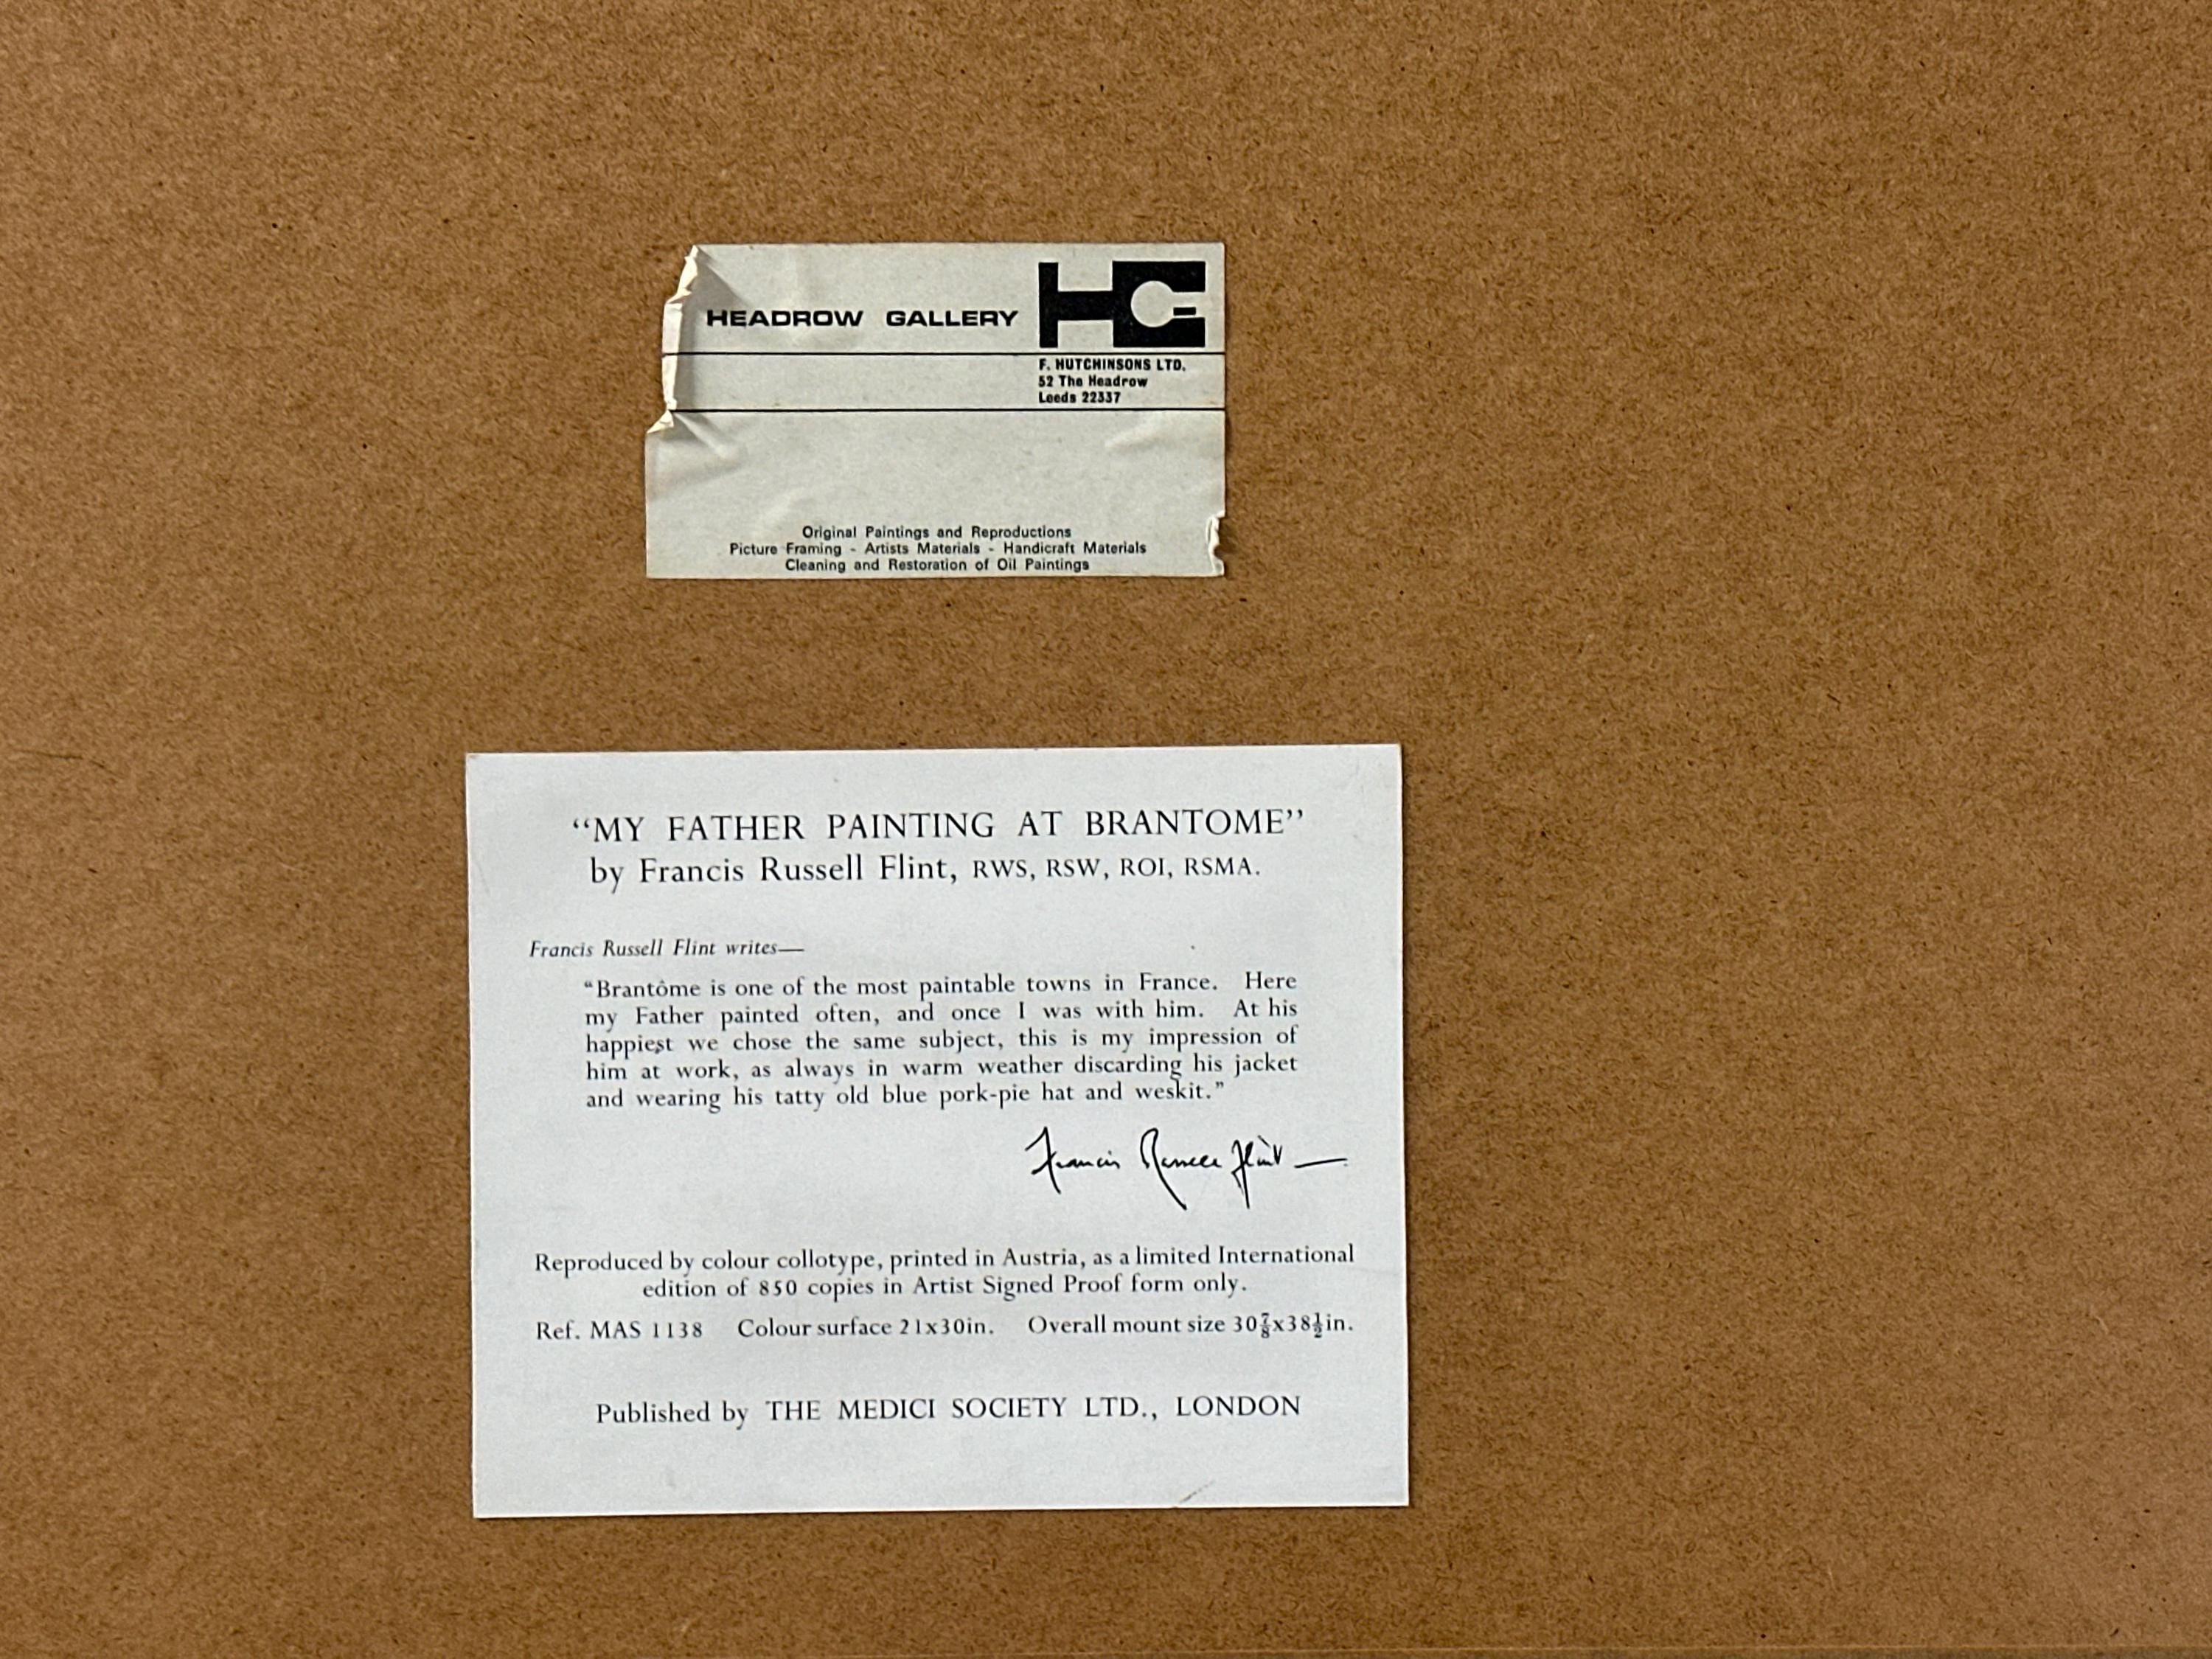 HEADROW GALLERY
HG
F. HUTCHINSONS LTD.
52 The Headrow
Leeds 22337
Original Paintings and Reproductions
Picture Framing - Artists Materials - Handicraft Materials
Cleaning and Restoration of Oil Paintings
“MY FATHER PAINTING AT BRANTOME”
by Francis Russell Flint, RWS, RSW, ROI, RSMA.
Francis Russell Flint writes—
“Brantôme is one of the most paintable towns in France. Here
my Father painted often, and once I was with him. At his
happiest we chose the same subject, this is my impression of
him at work, as always in warm weather discarding his jacket
and wearing his tatty old blue pork-pie hat and weskit.”
Francis Russell Flint —
Reproduced by colour collotype, printed in Austria, as a limited International
edition of 850 copies in Artist Signed Proof form only.
Ref. MAS 1138 Colour surface 21x30in. Overall mount size 30⅞x38½in.
Published by THE MEDICI SOCIETY LTD., LONDON